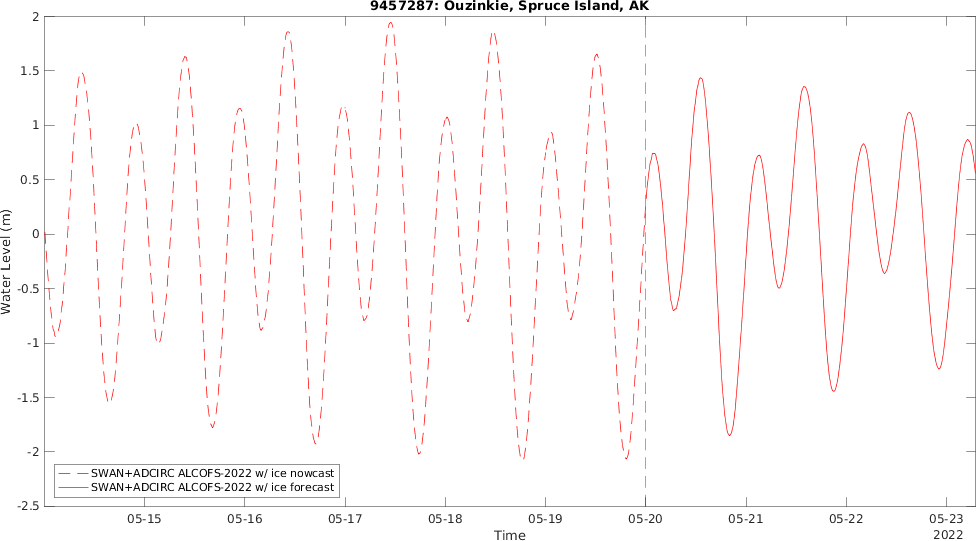 9457287: Ouzinkie, Spruce Island, AK
2
1.5
1
0.5
0
-0.5
-1
-1.5
-2
-2.5
Water Level (m)
SWAN+ADCIRC ALCOFS-2022 w/ ice nowcast
SWAN+ADCIRC ALCOFS-2022 w/ ice forecast
05-15 05-16 05-17 05-18 05-19 05-20 05-21 05-22 05-23
Time
2022